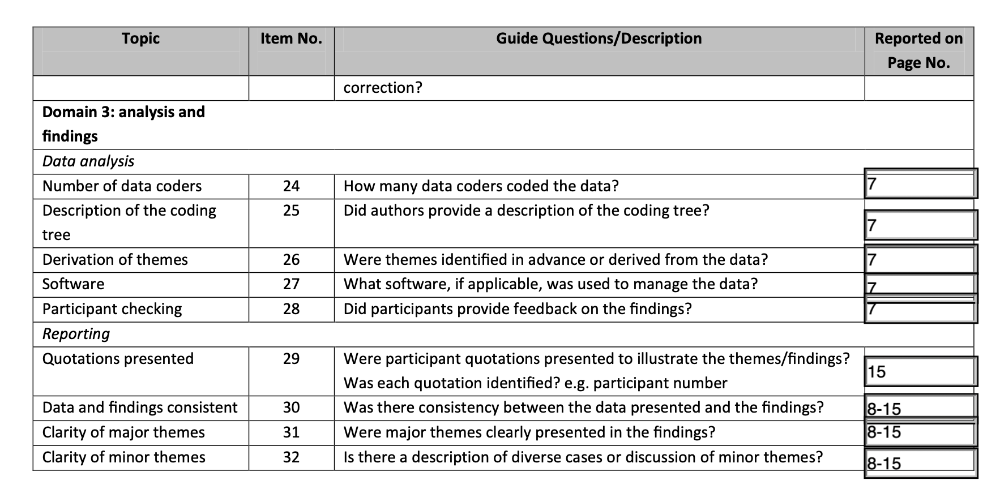 Topic Item No. Guide Questions/Description Reported on
Page No.
correction?
Domain 3: analysis and
findings
Data analysis
Number of data coders 24 How many data coders coded the data? 7
Description of the coding 25 Did authors provide a description of the coding tree?
tree 7
Derivation of themes 26 Were themes identified in advance or derived from the data? 7
Software 27 What software, if applicable, was used to manage the data? 7
Participant checking 28 Did participants provide feedback on the findings? 7
Reporting
Quotations presented 29 Were participant quotations presented to illustrate the themes/findings?
Was each quotation identified? e.g. participant number 15
Data and findings consistent 30 Was there consistency between the data presented and the findings? 8-15
Clarity of major themes 31 Were major themes clearly presented in the findings? 8-15
Clarity of minor themes 32 Is there a description of diverse cases or discussion of minor themes? 8-15